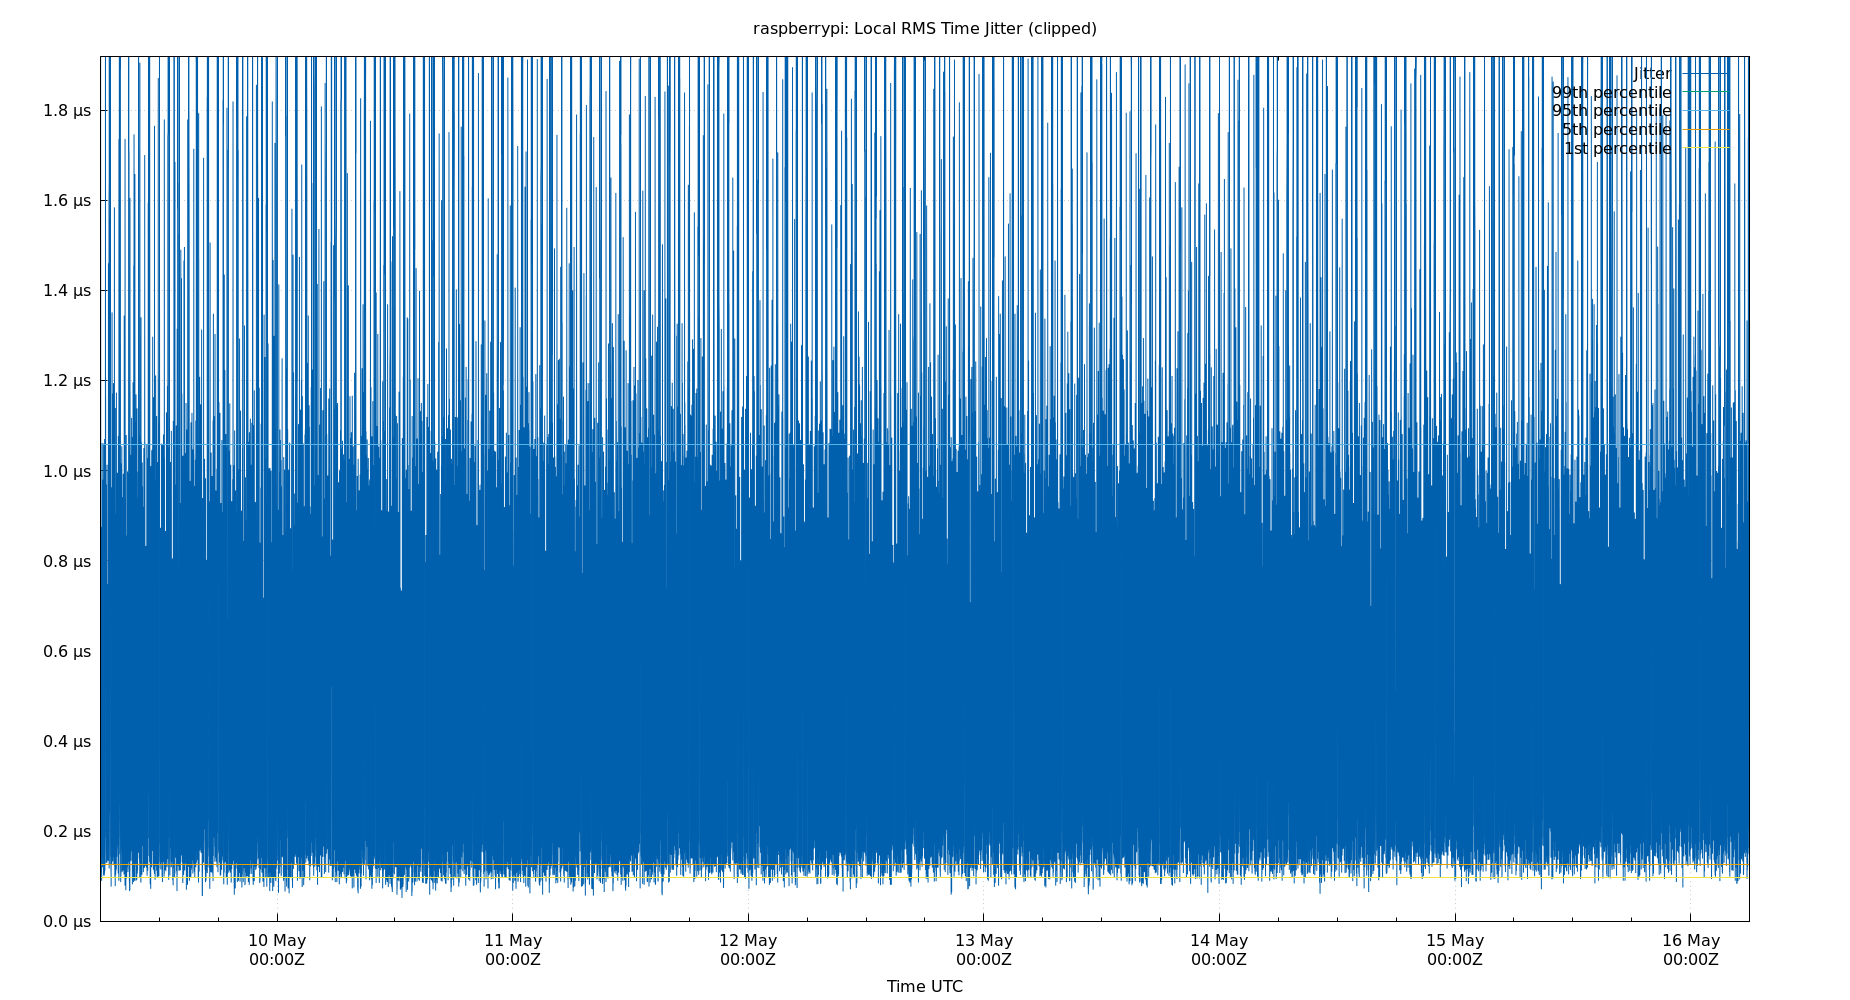 raspberrypi: Local RMS Time Jitter (clipped)
Jitter
99th percentile
95th percentile
5th percentile
1st percentile
1.8 µs
1.6 µs
1.4 µs
1.2 µs
1.0 µs
0.8 µs
0.6 µs
0.4 µs
0.2 µs
0.0 µs
10 May 11 May 12 May 13 May 14 May 15 May 16 May
00:00Z 00:00Z 00:00Z 00:00Z 00:00Z 00:00Z 00:00Z
Time UTC